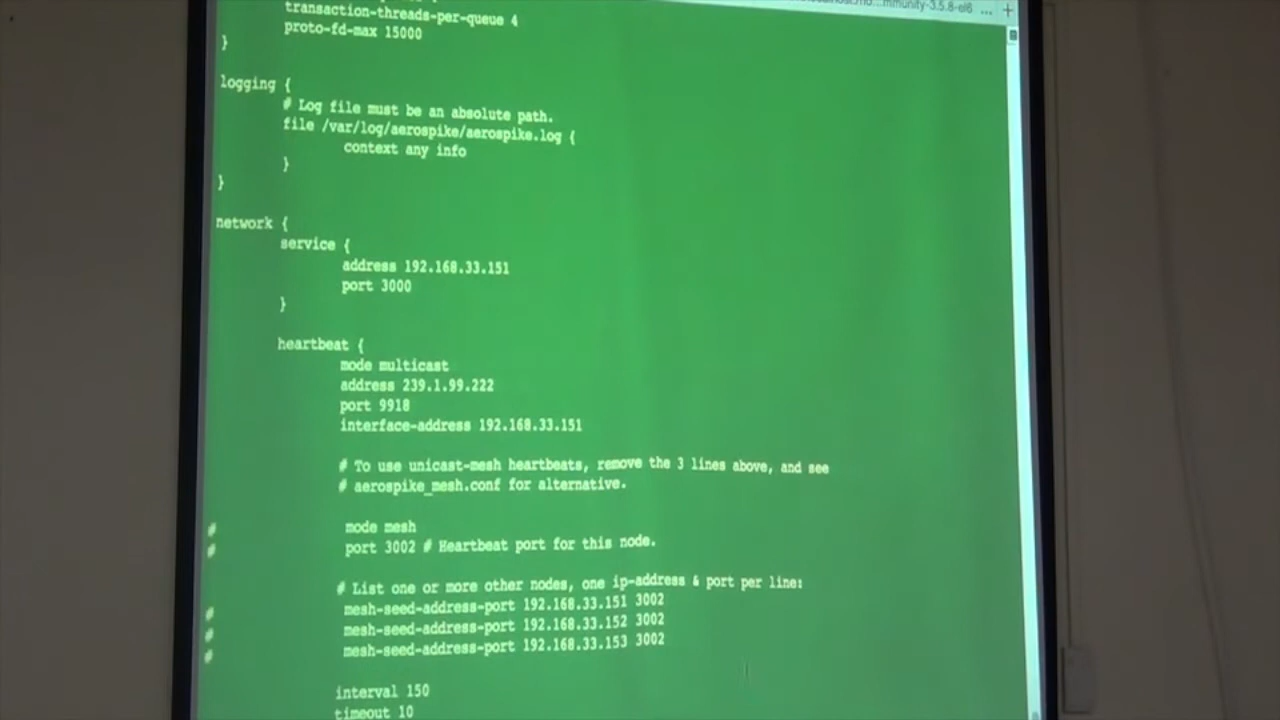 mmunity-3.5.8-el6 ... +
transaction-threads-per-queue 4
proto-fd-max 15000
}
logging {
# Log file must be an absolute path.
file /var/log/aerospike/aerospike.log {
context any info
}
}
network {
service {
address 192.168.33.151
port 3000
}
heartbeat {
mode multicast
address 239.1.99.222
port 9918
interface-address 192.168.33.151
# To use unicast-mesh heartbeats, remove the 3 lines above, and see
# aerospike_mesh.conf for alternative.
# mode mesh
# port 3002 # Heartbeat port for this node.
# List one or more other nodes, one ip-address & port per line:
# mesh-seed-address-port 192.168.33.151 3002
# mesh-seed-address-port 192.168.33.152 3002
# mesh-seed-address-port 192.168.33.153 3002
interval 150
timeout 10